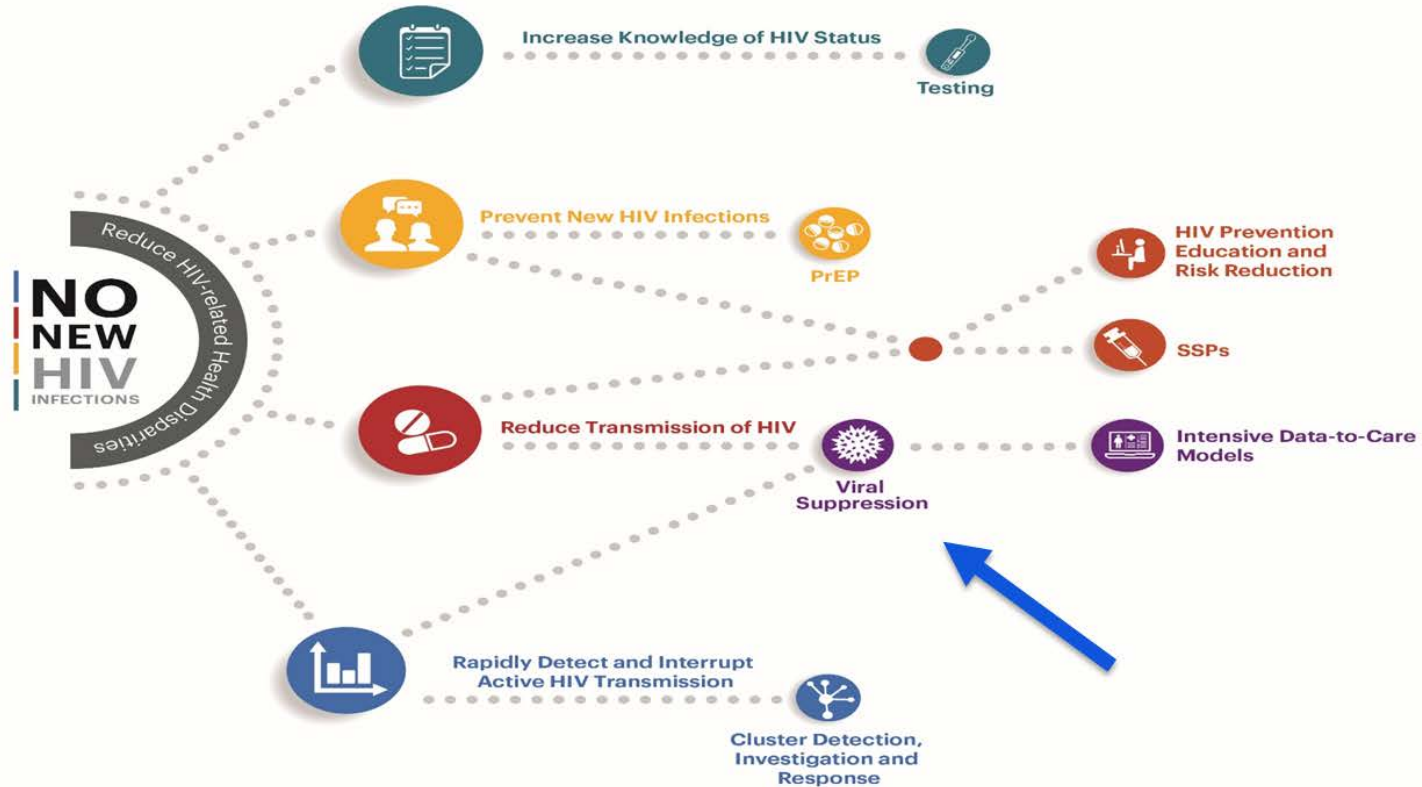 Increase Knowledge of HIV Status
Testing
Prevent New HIV Infections
PrEP
HIV Prevention
Education and
Risk Reduction
Reduce HIV-related Health Disparities
NO
NEW
HIV
INFECTIONS
SSPs
Reduce Transmission of HIV
Viral
Suppression
Intensive Data-to-Care
Models
Rapidly Detect and Interrupt
Active HIV Transmission
Cluster Detection,
Investigation and
Response